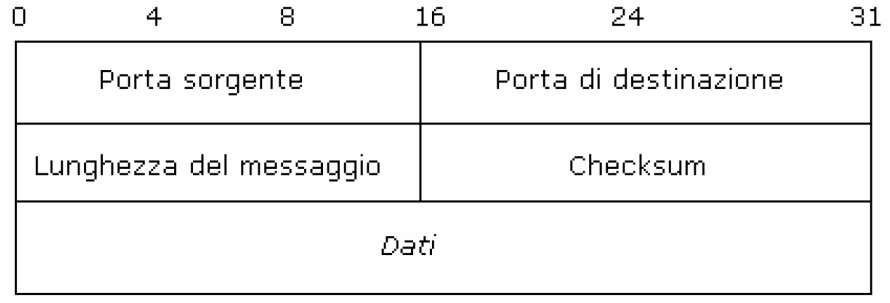 0 4 8 16 24 31
Porta sorgente Porta di destinazione
Lunghezza del messaggio Checksum
Dati